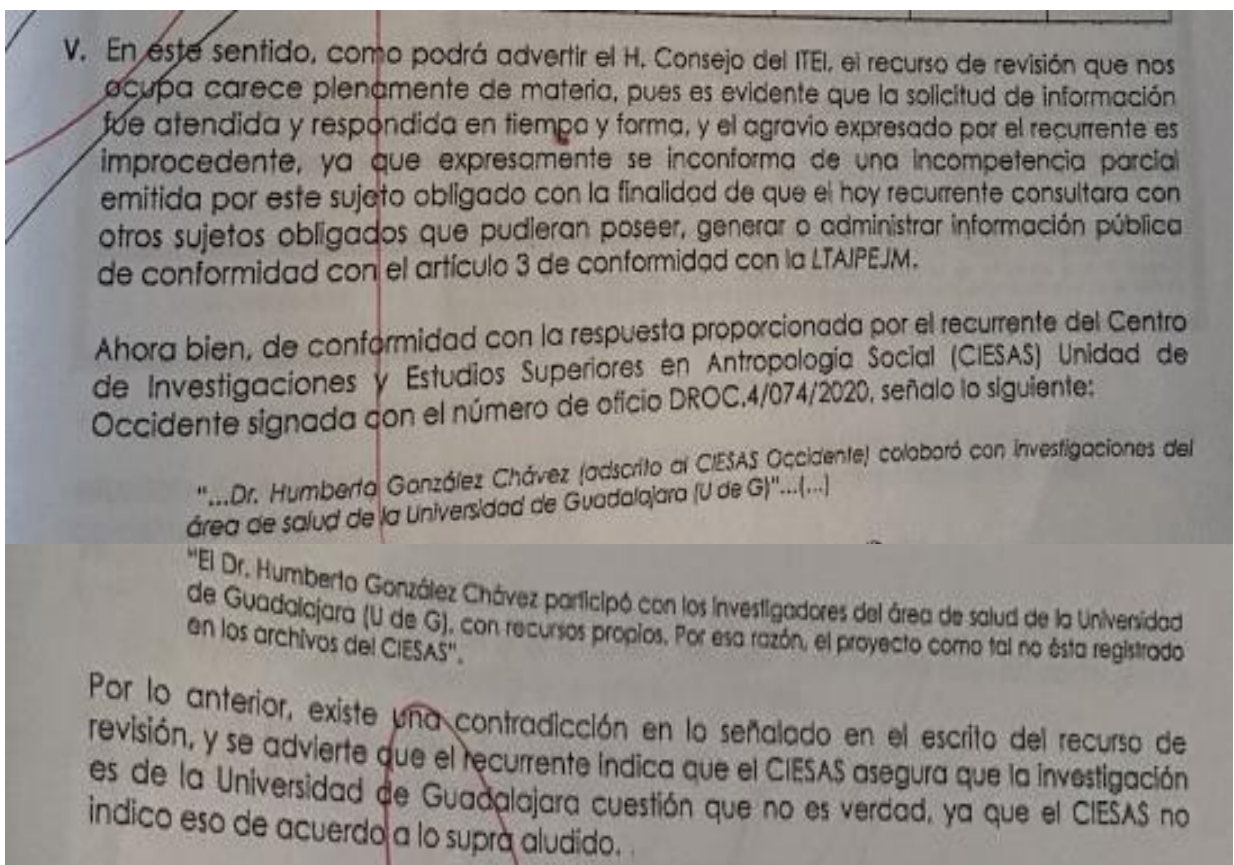 V. En este sentido, como podrá advertir el H. Consejo del ITEI, el recurso de revisión que nos
ocupa carece plenamente de materia, pues es evidente que la solicitud de información
fue atendida y respondida en tiempo y forma, y el agravio expresado por el recurrente es
improcedente, ya que expresamente se inconforma de una incompetencia parcial
emitida por este sujeto obligado con la finalidad de que el hoy recurrente consultara con
otros sujetos obligados que pudieran poseer, generar o administrar información pública
de conformidad con el artículo 3 de conformidad con la LTAIPEJM.
Ahora bien, de conformidad con la respuesta proporcionada por el recurrente del Centro
de Investigaciones y Estudios Superiores en Antropología Social (CIESAS) Unidad de
Occidente signada con el número de oficio DROC.4/074/2020, señalo lo siguiente:
"...Dr. Humberto González Chávez (adscrito al CIESAS Occidente) colaboró con investigaciones del
área de salud de la Universidad de Guadalajara (U de G)"...(...)
"El Dr. Humberto González Chávez participó con los investigadores del área de salud de la Universidad
de Guadalajara (U de G), con recursos propios. Por esa razón, el proyecto como tal no ésta registrado
en los archivos del CIESAS".
Por lo anterior, existe una contradicción en lo señalado en el escrito del recurso de
revisión, y se advierte que el recurrente indica que el CIESAS asegura que la investigación
es de la Universidad de Guadalajara cuestión que no es verdad, ya que el CIESAS no
indico eso de acuerdo a lo supra aludido.